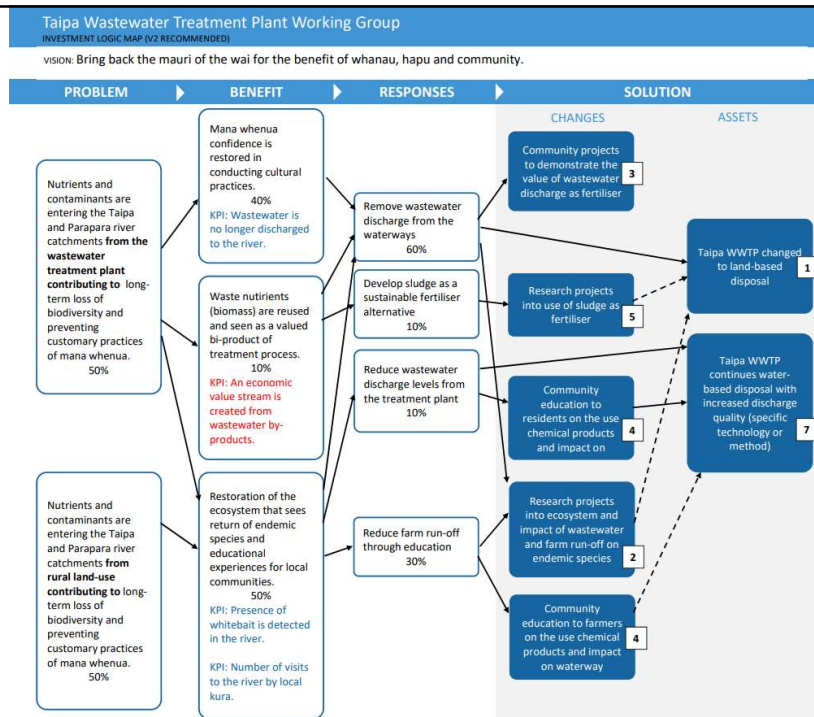 Taipa Wastewater Treatment Plant Working Group
INVESTMENT LOGIC MAP (V2 RECOMMENDED)
VISION: Bring back the mauri of the wai for the benefit of whanau, hapu and community.
PROBLEM
BENEFIT
RESPONSES
SOLUTION
CHANGES
ASSETS
Nutrients and
contaminants are
entering the Taipa
and Parapara river
catchments from the
wastewater
treatment plant
contributing to long-
term loss of
biodiversity and
preventing
customary practices
of mana whenua.
50%
Nutrients and
contaminants are
entering the Taipa
and Parapara river
catchments from
rural land-use
contributing to long-
term loss of
biodiversity and
preventing
customary practices
of mana whenua.
50%
Mana whenua
confidence is
restored in
conducting cultural
practices.
40%
KPI: Wastewater is
no longer discharged
to the river.
Waste nutirients
(biomass) are reused
and seen as a valued
bi-product of
treatment process.
10%
KPI: An economic
value stream is
created from
wastewater by-
products.
Restoration of the
ecosystem that sees
return of endemic
species and
educational
experiences for local
communities.
50%
KPI: Presence of
whitebait is detected
in the river.
KPI: Number of visits
to the river by local
kura.
Remove wastewater
discharge from the
waterways
60%
Develop sludge as a
sustainable fertiliser
alternative
10%
Reduce wastewater
discharge levels from
the treatment plant
10%
Reduce farm run-off
through education
30%
Community projects
to demonstrate the
value of wastewater
discharge as fertiliser
3
Research projects
into use of sludge as
fertiliser
5
Community
education to
residents on the use
chemical products
and impact on
4
Research projects
into ecosystem and
impact of wastewater
and farm run-off on
endemic species
2
Community
education to farmers
on the use chemical
products and impact
on waterway
4
Taipa WWTP changed
to land-based
disposal
1
Taipa WWTP
continues water-
based disposal with
increased discharge
quality (specific
technology or
method)
7